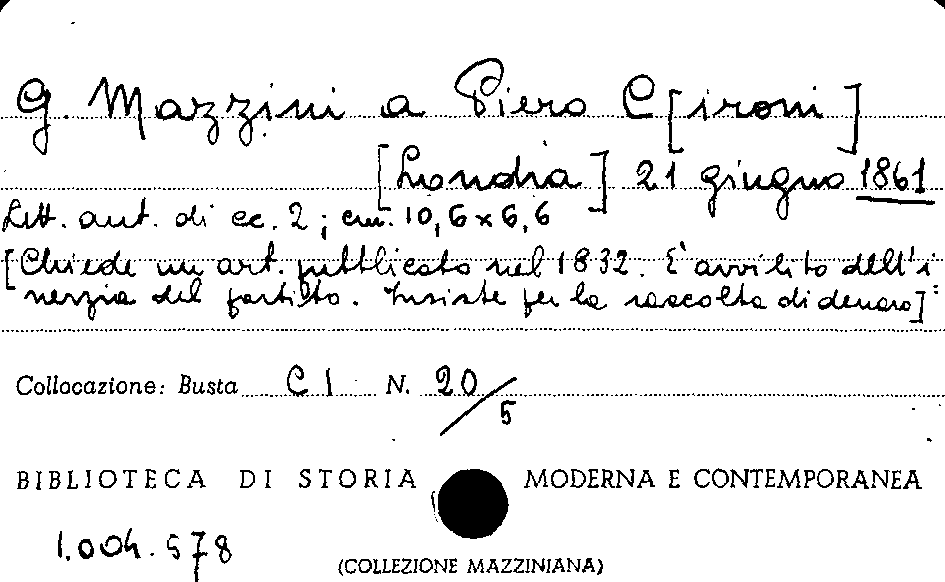 G. Mazzini a Piero C[ironi]
[Londra] 21 giugno 1861
Lett. aut. di cc. 2 ; cm. 10,6 x 6,6
[Chiede un art. pubblicato nel 1832. È avvilito dell'i
nerzia del partito. Insiste per la raccolta di denaro]
Collocazione: Busta C I N. 20/5
BIBLIOTECA DI STORIA MODERNA E CONTEMPORANEA
1.004.578
(COLLEZIONE MAZZINIANA)